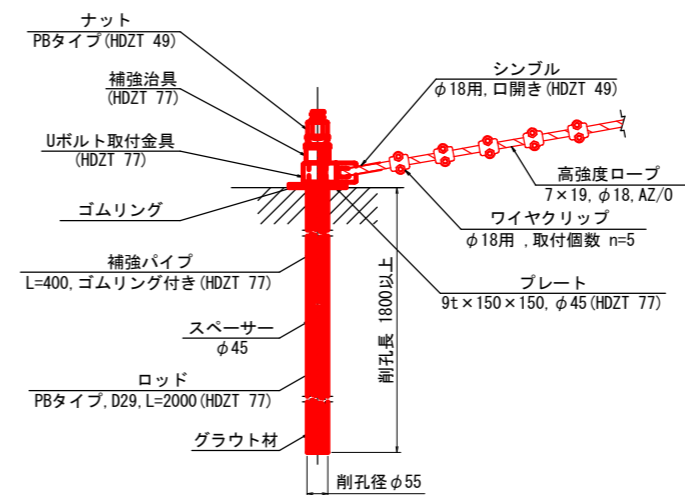 ナット
PBタイプ(HDZT 49)
補強治具
(HDZT 77)
Uボルト取付金具
(HDZT 77)
ゴムリング
補強パイプ
L=400,ゴムリング付き(HDZT 77)
スペーサー
φ45
ロッド
PBタイプ,D29,L=2000(HDZT 77)
グラウト材
シンブル
φ18用,口開き(HDZT 49)
高強度ロープ
7×19,φ18,AZ/0
ワイヤクリップ
φ18用 ,取付個数 n=5
プレート
9t×150×150,φ45(HDZT 77)
削孔長 1800以上
削孔径φ55